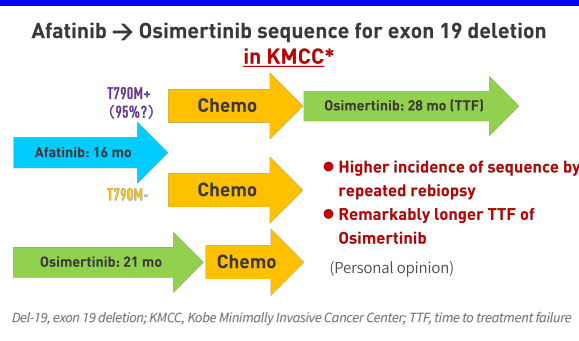 Afatinib → Osimertinib sequence for exon 19 deletion
in KMCC*
T790M+
(95%?)
Chemo
Osimertinib: 28 mo (TTF)
Afatinib: 16 mo
T790M-
Chemo
● Higher incidence of sequence by
repeated rebiopsy
● Remarkably longer TTF of
Osimertinib
(Personal opinion)
Osimertinib: 21 mo
Chemo
Del-19, exon 19 deletion; KMCC, Kobe Minimally Invasive Cancer Center; TTF, time to treatment failure